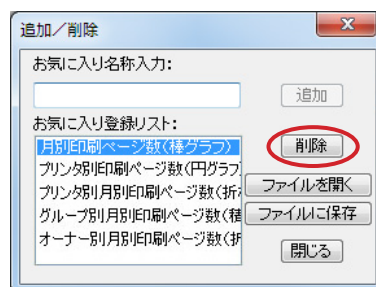 追加／削除
お気に入り名称入力:
追加
お気に入り登録リスト:
月別印刷ページ数(棒グラフ)
削除
プリンタ別印刷ページ数(円グラフ
プリンタ別月別印刷ページ数(折
ファイルを開く
グループ別月別印刷ページ数(積
ファイルに保存
オーナー別月別印刷ページ数(折
閉じる